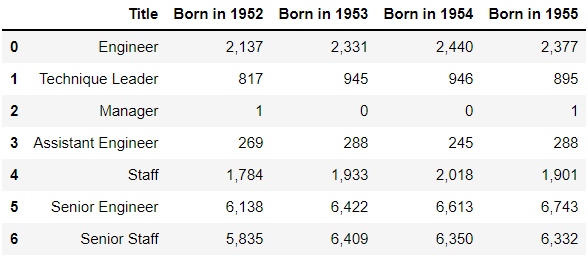 Title Born in 1952 Born in 1953 Born in 1954 Born in 1955
0 Engineer 2,137 2,331 2,440 2,377
1 Technique Leader 817 945 946 895
2 Manager 1 0 0 1
3 Assistant Engineer 269 288 245 288
4 Staff 1,784 1,933 2,018 1,901
5 Senior Engineer 6,138 6,422 6,613 6,743
6 Senior Staff 5,835 6,409 6,350 6,332